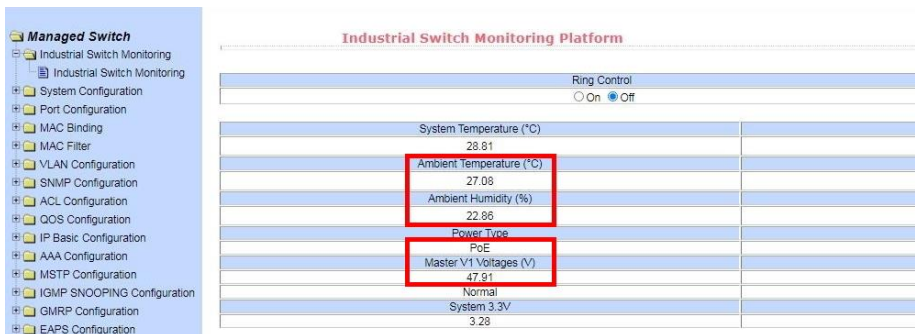 Managed Switch
Industrial Switch Monitoring
Industrial Switch Monitoring
System Configuration
Port Configuration
MAC Binding
MAC Filter
VLAN Configuration
SNMP Configuration
ACL Configuration
QOS Configuration
IP Basic Configuration
AAA Configuration
MSTP Configuration
IGMP SNOOPING Configuration
GMRP Configuration
EAPS Configuration
Industrial Switch Monitoring Platform
Ring Control
On Off
System Temperature (°C)
28.81
Ambient Temperature (°C)
27.08
Ambient Humidity (%)
22.86
Power Type
PoE
Master V1 Voltages (V)
47.91
Normal
System 3.3V
3.28